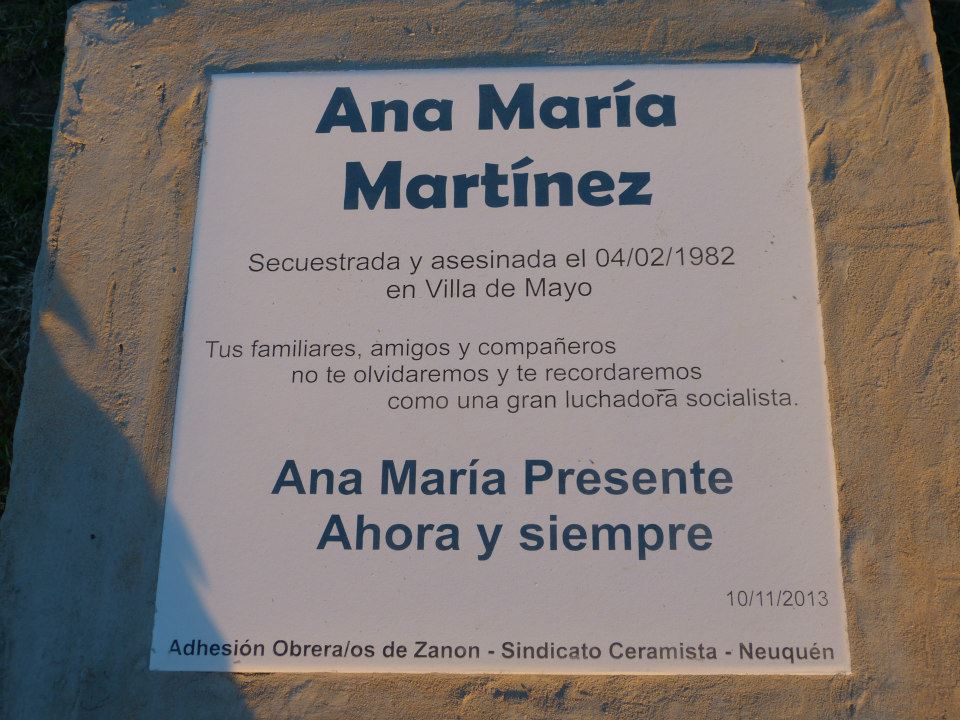 Ana María
Martínez
Secuestrada y asesinada el 04/02/1982
en Villa de Mayo
Tus familiares, amigos y compañeros
no te olvidaremos y te recordaremos
como una gran luchadora socialista.
Ana María Presente
Ahora y siempre
10/11/2013
Adhesión Obrera/os de Zanon - Sindicato Ceramista - Neuquén